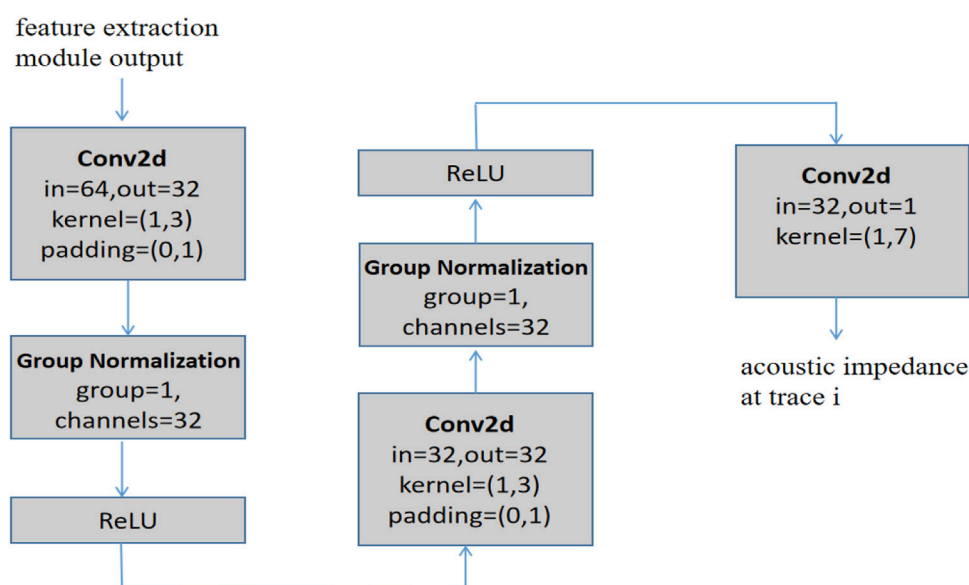 feature extraction
module output
Conv2d
in=64,out=32
kernel=(1,3)
padding=(0,1)
Group Normalization
group=1,
channels=32
ReLU
Conv2d
in=32,out=32
kernel=(1,3)
padding=(0,1)
Group Normalization
group=1,
channels=32
ReLU
Conv2d
in=32,out=1
kernel=(1,7)
acoustic impedance
at trace i